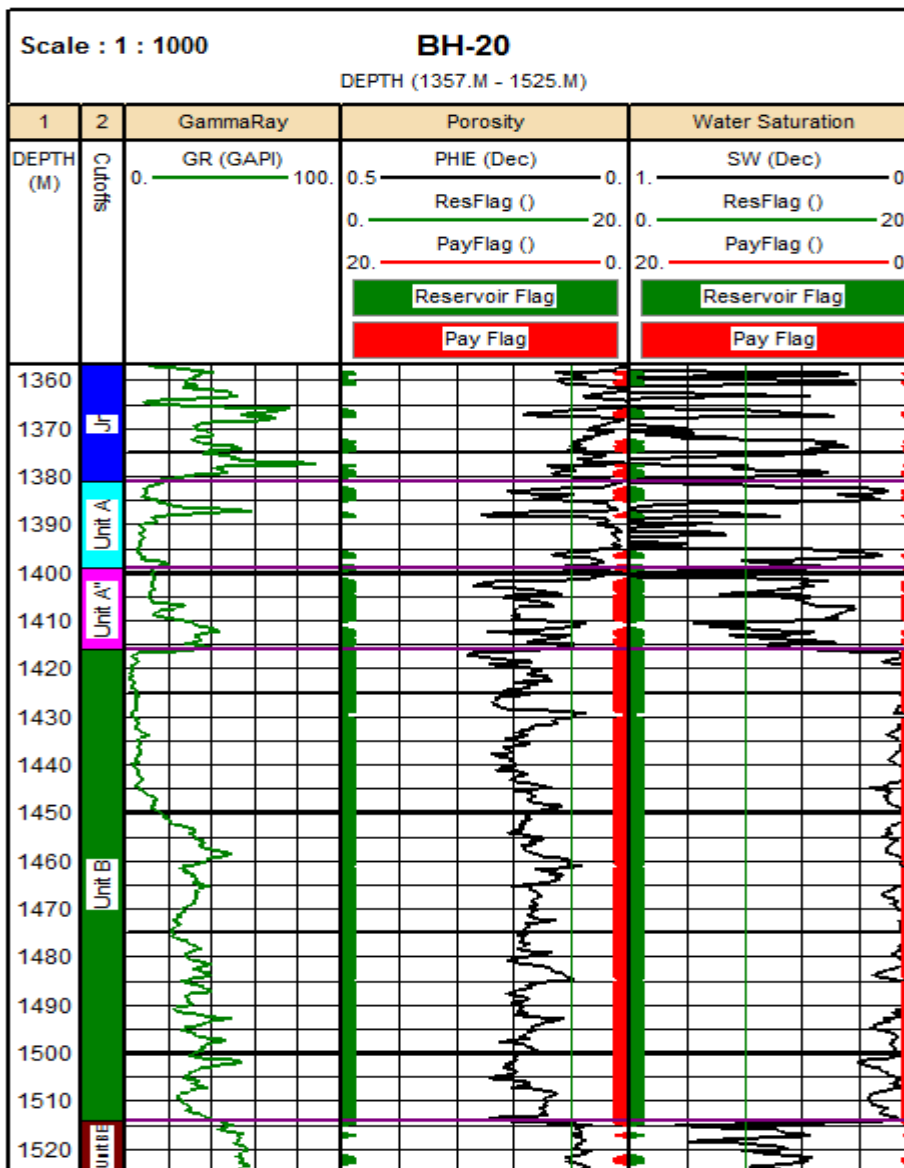 Scale : 1 : 1000
BH-20
DEPTH (1357.M - 1525.M)
1
2
GammaRay
Porosity
Water Saturation
DEPTH
(M)
Cutoffs
GR (GAPI)
0. 100.
PHIE (Dec)
0.5 0.
ResFlag ()
0. 20.
PayFlag ()
20. 0.
Reservoir Flag
Pay Flag
SW (Dec)
1. 0
ResFlag ()
0. 20
PayFlag ()
20. 0
Reservoir Flag
Pay Flag
1360
1370
1380
1390
1400
1410
1420
1430
1440
1450
1460
1470
1480
1490
1500
1510
1520
Jr
Unit A
Unit A"
Unit B